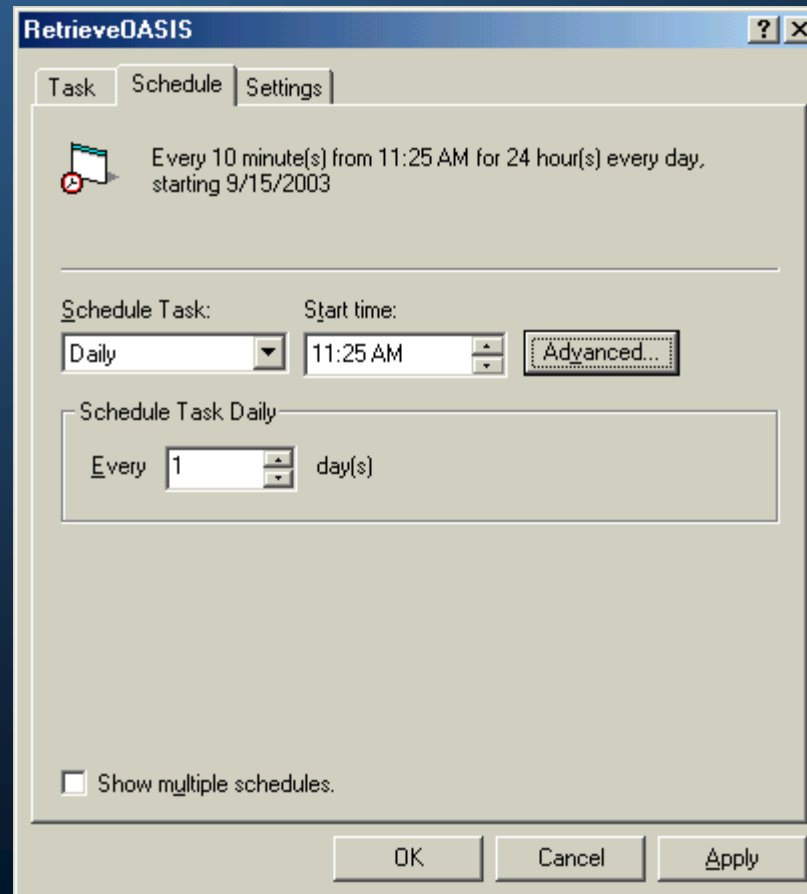 RetrieveOASIS
Task Schedule Settings
Every 10 minute(s) from 11:25 AM for 24 hour(s) every day,
starting 9/15/2003
Schedule Task: Start time:
Daily 11:25 AM Advanced...
Schedule Task Daily
Every 1 day(s)
Show multiple schedules.
OK Cancel Apply